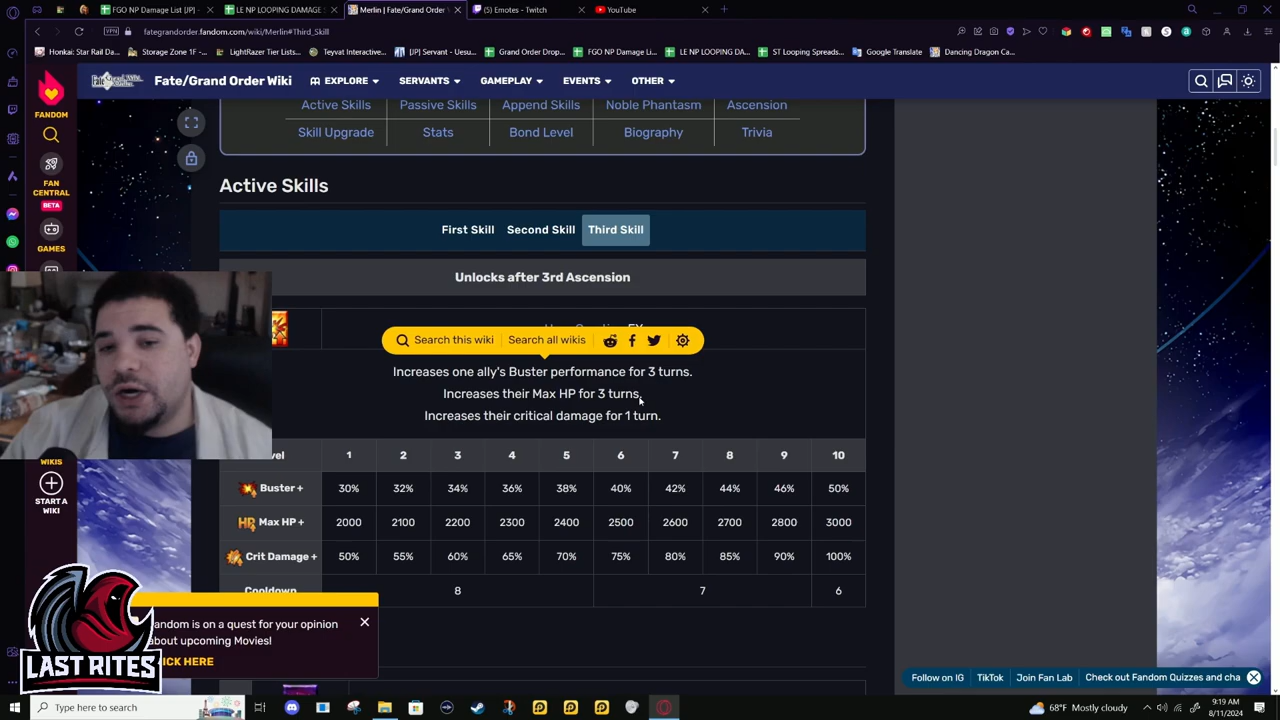 FGO NP Damage List [JP]
LE NP LOOPING DAMAGE
Merlin | Fate/Grand Order
(5) Emotes - Twitch
YouTube
VPN
fategrandorder.fandom.com/wiki/Merlin#Third_Skill
Honkai: Star Rail Da...
Storage Zone 1F -...
LightRazer Tier Lists...
Teyvat Interactive...
[JP] Servant - Uesu...
Grand Order Drop...
FGO NP Damage Li...
LE NP LOOPING DA...
ST Looping Spreads...
Google Translate
Dancing Dragon Ca...
Fate/Grand Order Wiki
EXPLORE
SERVANTS
GAMEPLAY
EVENTS
OTHER
FANDOM
FAN CENTRAL
BETA
GAMES
WIKIS
START A WIKI
Active Skills
Passive Skills
Append Skills
Noble Phantasm
Ascension
Skill Upgrade
Stats
Bond Level
Biography
Trivia
Active Skills
First Skill
Second Skill
Third Skill
Unlocks after 3rd Ascension
EX
Search this wiki
Search all wikis
Increases one ally's Buster performance for 3 turns.
Increases their Max HP for 3 turns.
Increases their critical damage for 1 turn.
1 2 3 4 5 6 7 8 9 10
Buster + 30% 32% 34% 36% 38% 40% 42% 44% 46% 50%
Max HP + 2000 2100 2200 2300 2400 2500 2600 2700 2800 3000
Crit Damage + 50% 55% 60% 65% 70% 75% 80% 85% 90% 100%
Cooldown 8 7 6
andom is on a quest for your opinion
about upcoming Movies!
ICK HERE
LAST RITES
Follow on IG
TikTok
Join Fan Lab
Check out Fandom Quizzes and cha
Type here to search
68°F Mostly cloudy
9:19 AM
8/11/2024